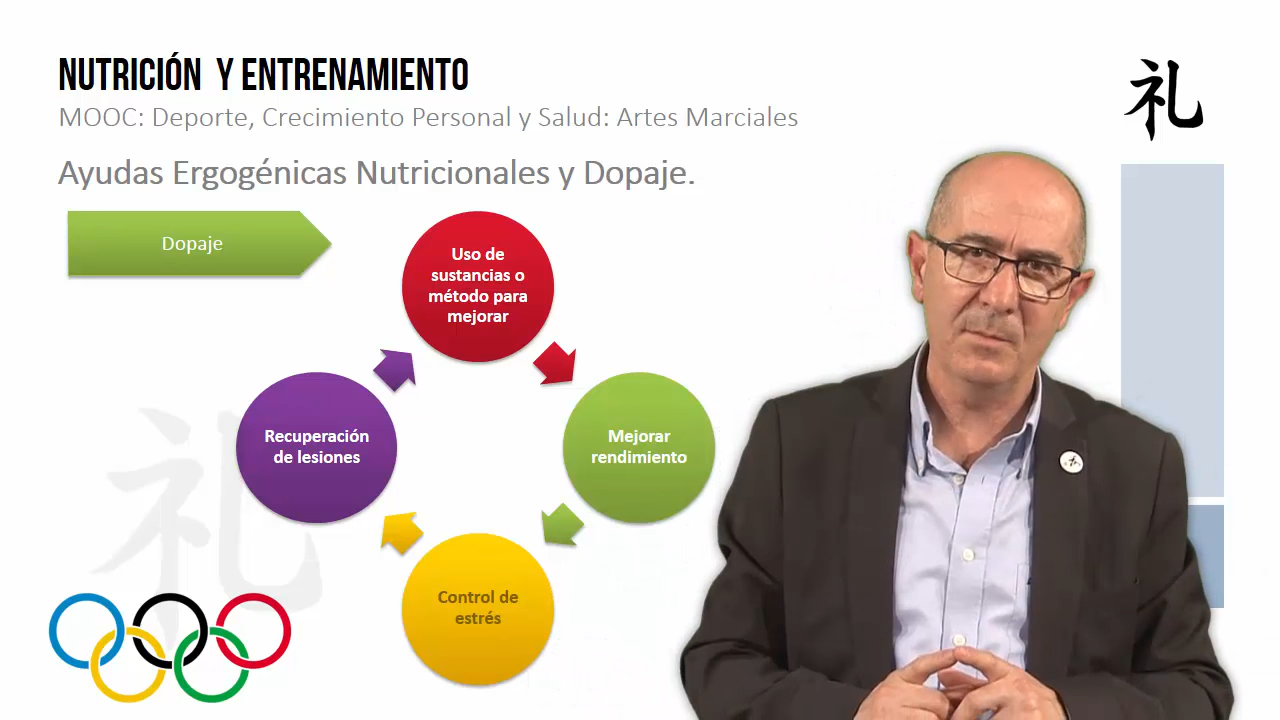 NUTRICIÓN Y ENTRENAMIENTO
MOOC: Deporte, Crecimiento Personal y Salud: Artes Marciales
礼
Ayudas Ergogénicas Nutricionales y Dopaje.
Dopaje
Uso de
sustancias o
método para
mejorar
Mejorar
rendimiento
Control de
estrés
Recuperación
de lesiones
礼